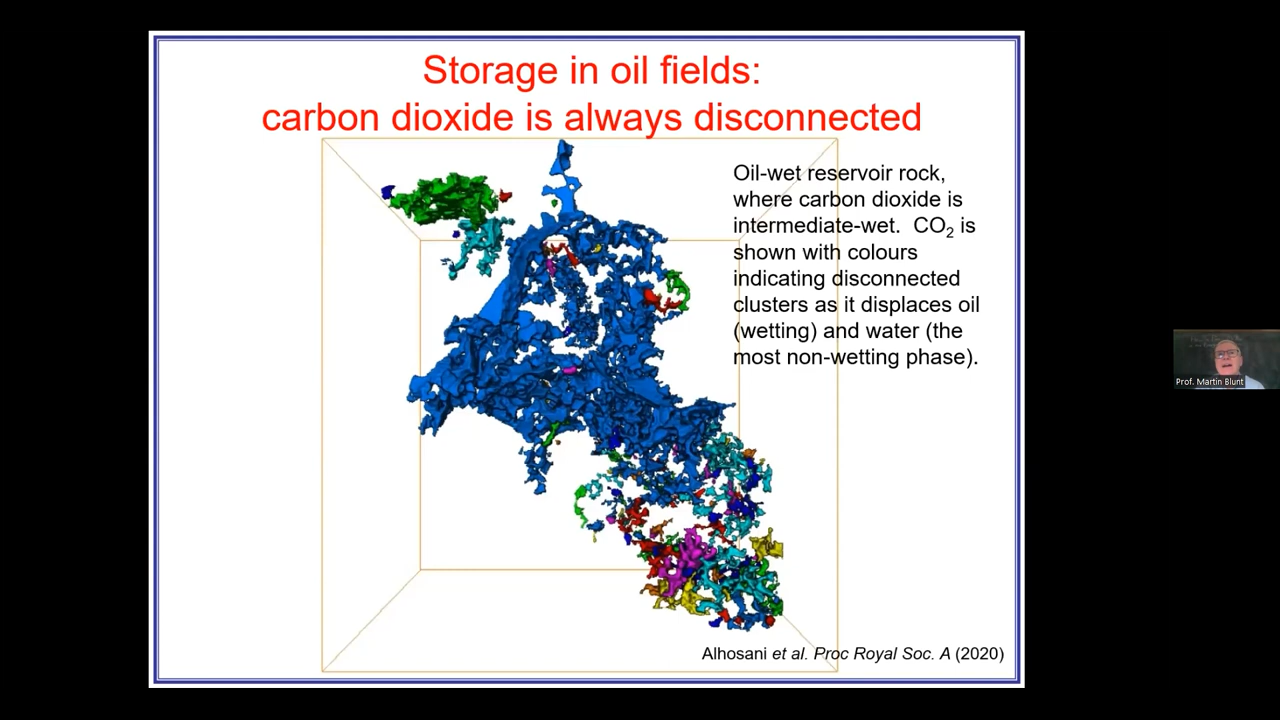 Storage in oil fields:
carbon dioxide is always disconnected
Oil-wet reservoir rock,
where carbon dioxide is
intermediate-wet.  CO₂ is
shown with colours
indicating disconnected
clusters as it displaces oil
(wetting) and water (the
most non-wetting phase).
Prof. Martin Blunt
Alhosani et al. Proc Royal Soc. A (2020)